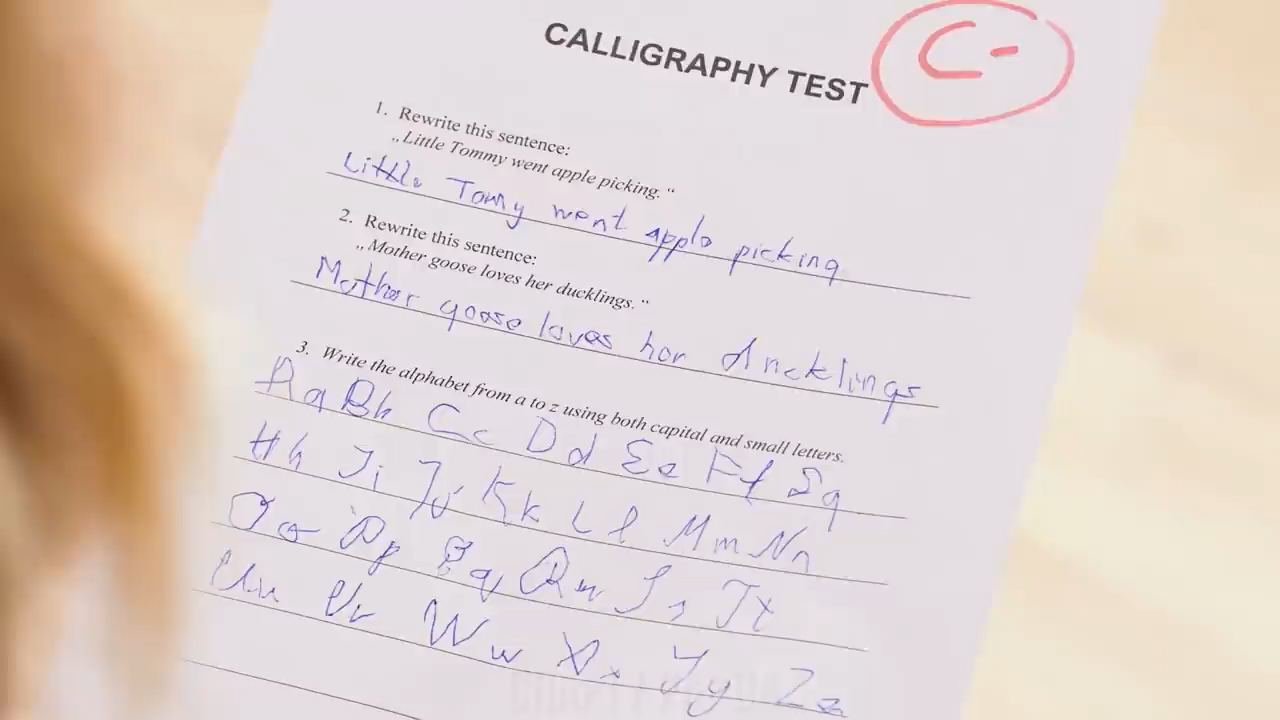 CALLIGRAPHY TEST
C-
1. Rewrite this sentence:
„Little Tommy went apple picking.“
Little Tomy went apple picking
2. Rewrite this sentence:
„Mother goose loves her ducklings.“
Mother goose loves her ducklings
3. Write the alphabet from a to z using both capital and small letters.
Aa Bb Cc Dd Ee Ff Gg
Hh Ii Jj Kk Ll Mm Nn
Oo Pp Qq Rr Ss Tt
Uu Vv Ww Xx Yy Zz